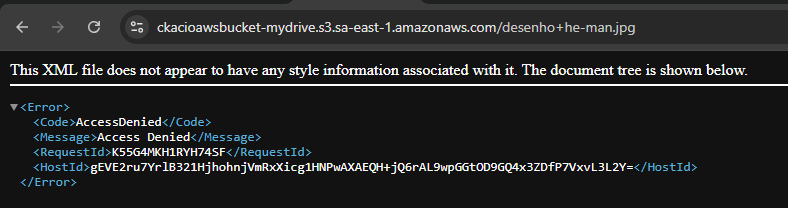 ckacioawsbucket-mydrive.s3.sa-east-1.amazonaws.com/desenho+he-man.jpg
This XML file does not appear to have any style information associated with it. The document tree is shown below.
▼<Error>
<Code>AccessDenied</Code>
<Message>Access Denied</Message>
<RequestId>K55G4MKH1RYH74SF</RequestId>
<HostId>gEVE2ru7YrlB321HjhohnjVmRxXicg1HNPwAXAEQH+jQ6rAL9wpGGtOD9GQ4x3ZDfP7VxvL3L2Y=</HostId>
</Error>